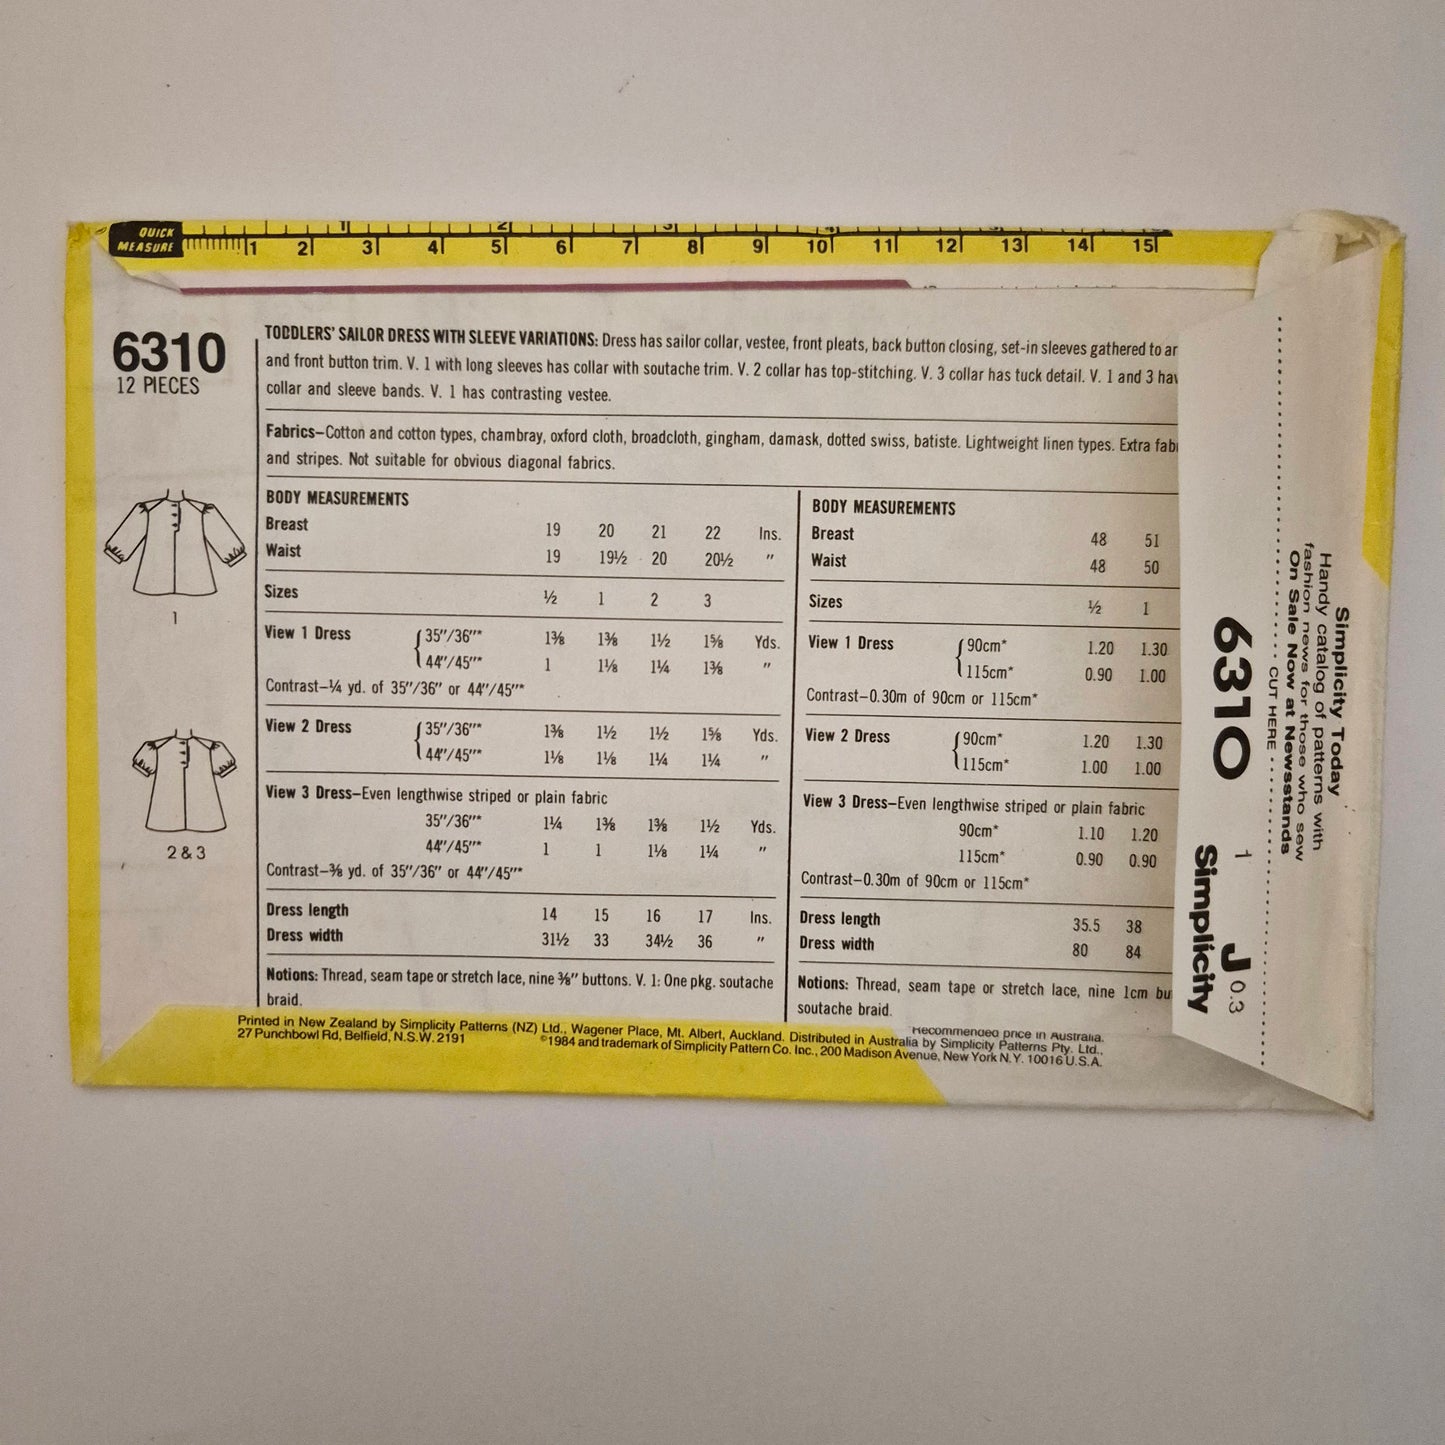 QUICK
MEASURE
1 2 3 4 5 6 7 8 9 10 11 12 13 14 15
6310
12 PIECES
TODDLERS' SAILOR DRESS WITH SLEEVE VARIATIONS: Dress has sailor collar, vestee, front pleats, back button closing, set-in sleeves gathered to ar
and front button trim. V. 1 with long sleeves has collar with soutache trim. V. 2 collar has top-stitching. V. 3 collar has tuck detail. V. 1 and 3 hav
collar and sleeve bands. V. 1 has contrasting vestee.
Fabrics–Cotton and cotton types, chambray, oxford cloth, broadcloth, gingham, damask, dotted swiss, batiste. Lightweight linen types. Extra fab
and stripes. Not suitable for obvious diagonal fabrics.
BODY MEASUREMENTS
Breast 19 20 21 22 Ins.
Waist 19 19½ 20 20½ "
Sizes ½ 1 2 3
View 1 Dress 35"/36"* 1⅜ 1⅜ 1½ 1⅝ Yds.
44"/45"* 1 1⅛ 1¼ 1⅜ "
Contrast–¼ yd. of 35"/36" or 44"/45"*
View 2 Dress 35"/36"* 1⅜ 1½ 1½ 1⅝ Yds.
44"/45"* 1⅛ 1⅛ 1¼ 1¼ "
View 3 Dress–Even lengthwise striped or plain fabric
35"/36"* 1¼ 1⅜ 1⅜ 1½ Yds.
44"/45"* 1 1 1⅛ 1¼ "
Contrast–⅜ yd. of 35"/36" or 44"/45"*
Dress length 14 15 16 17 Ins.
Dress width 31½ 33 34½ 36 "
Notions: Thread, seam tape or stretch lace, nine ⅜" buttons. V. 1: One pkg. soutache
braid.
BODY MEASUREMENTS
Breast 48 51
Waist 48 50
Sizes ½ 1
View 1 Dress 90cm* 1.20 1.30
115cm* 0.90 1.00
Contrast–0.30m of 90cm or 115cm*
View 2 Dress 90cm* 1.20 1.30
115cm* 1.00 1.00
View 3 Dress–Even lengthwise striped or plain fabric
90cm* 1.10 1.20
115cm* 0.90 0.90
Contrast–0.30m of 90cm or 115cm*
Dress length 35.5 38
Dress width 80 84
Notions: Thread, seam tape or stretch lace, nine 1cm bu
soutache braid.
1
2 & 3
Recommended price in Australia.
Printed in New Zealand by Simplicity Patterns (NZ) Ltd., Wagener Place, Mt. Albert, Auckland. Distributed in Australia by Simplicity Patterns Pty. Ltd.,
27 Punchbowl Rd, Belfield, N.S.W. 2191
©1984 and trademark of Simplicity Pattern Co. Inc., 200 Madison Avenue, New York N.Y. 10016 U.S.A.
Simplicity Today
Handy catalog of patterns with
fashion news for those who sew
On Sale Now at Newsstands
CUT HERE
6310 1 J 0.3
Simplicity